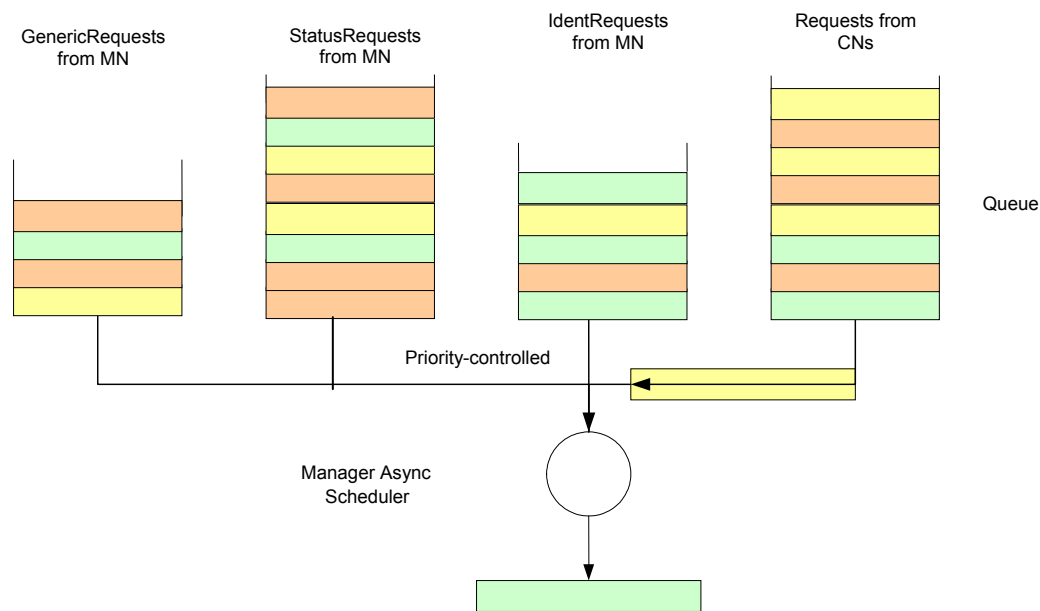 GenericRequests
from MN
StatusRequests
from MN
IdentRequests
from MN
Requests from
CNs
Queue
Priority-controlled
Manager Async
Scheduler